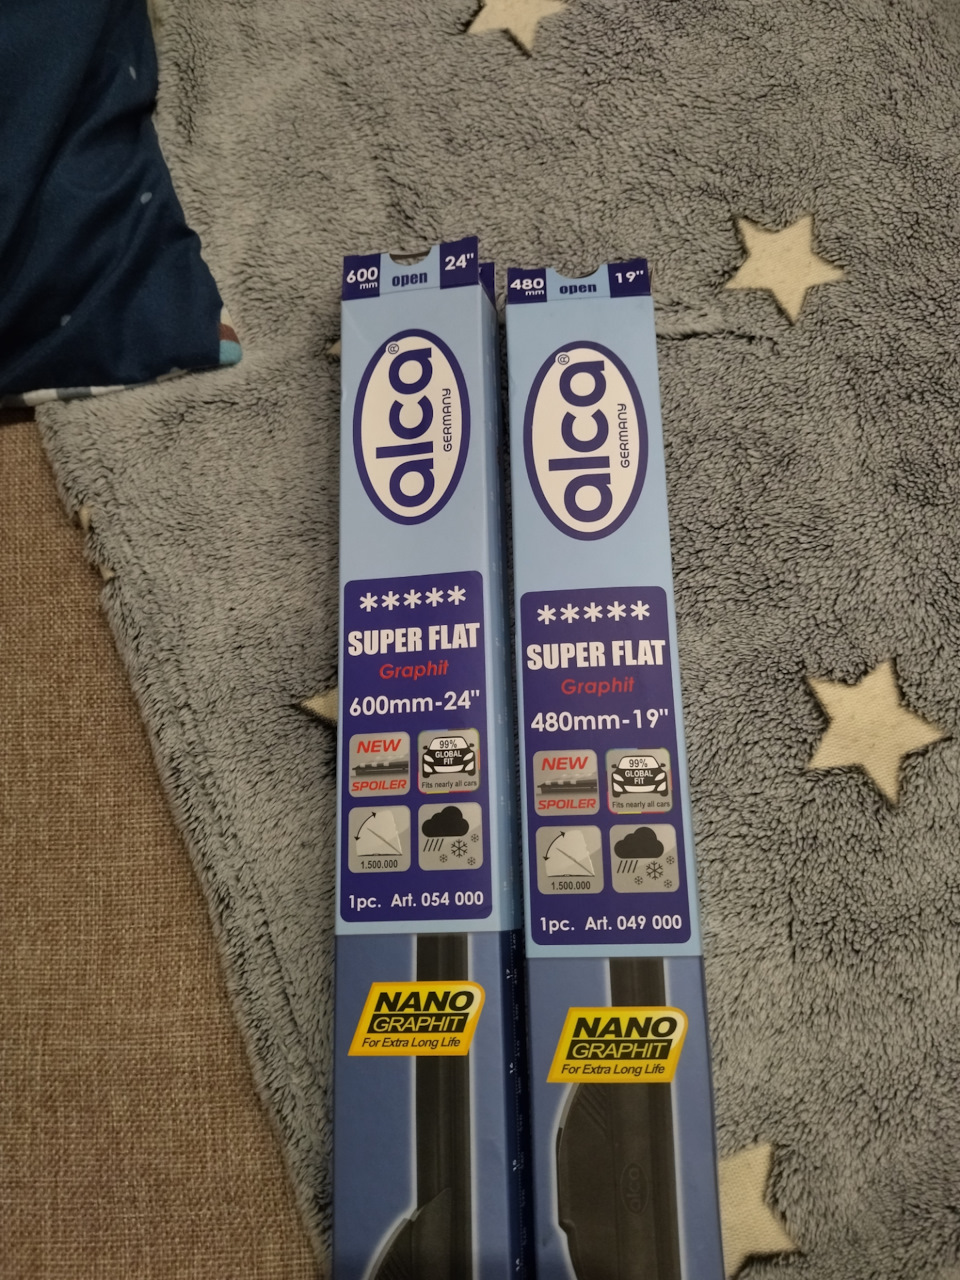 600
mm
open
24"
alca®
GERMANY
*****
SUPER FLAT
Graphit
600mm-24"
NEW
SPOILER
99%
GLOBAL
FIT
Fits nearly all cars
1.500.000
1pc. Art. 054 000
NANO
GRAPHIT
For Extra Long Life
480
mm
open
19"
alca®
GERMANY
*****
SUPER FLAT
Graphit
480mm-19"
NEW
SPOILER
99%
GLOBAL
FIT
Fits nearly all cars
1.500.000
1pc. Art. 049 000
NANO
GRAPHIT
For Extra Long Life
alca